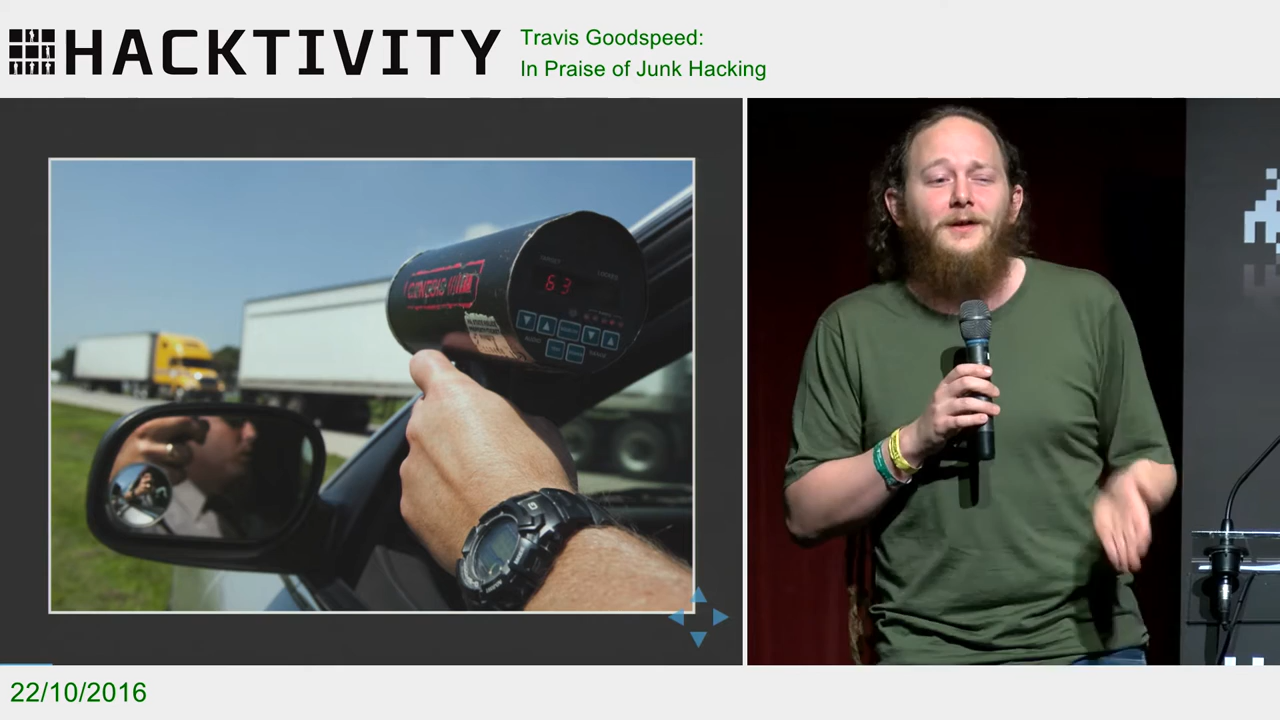 HACKTIVITY
Travis Goodspeed:
In Praise of Junk Hacking
63
22/10/2016